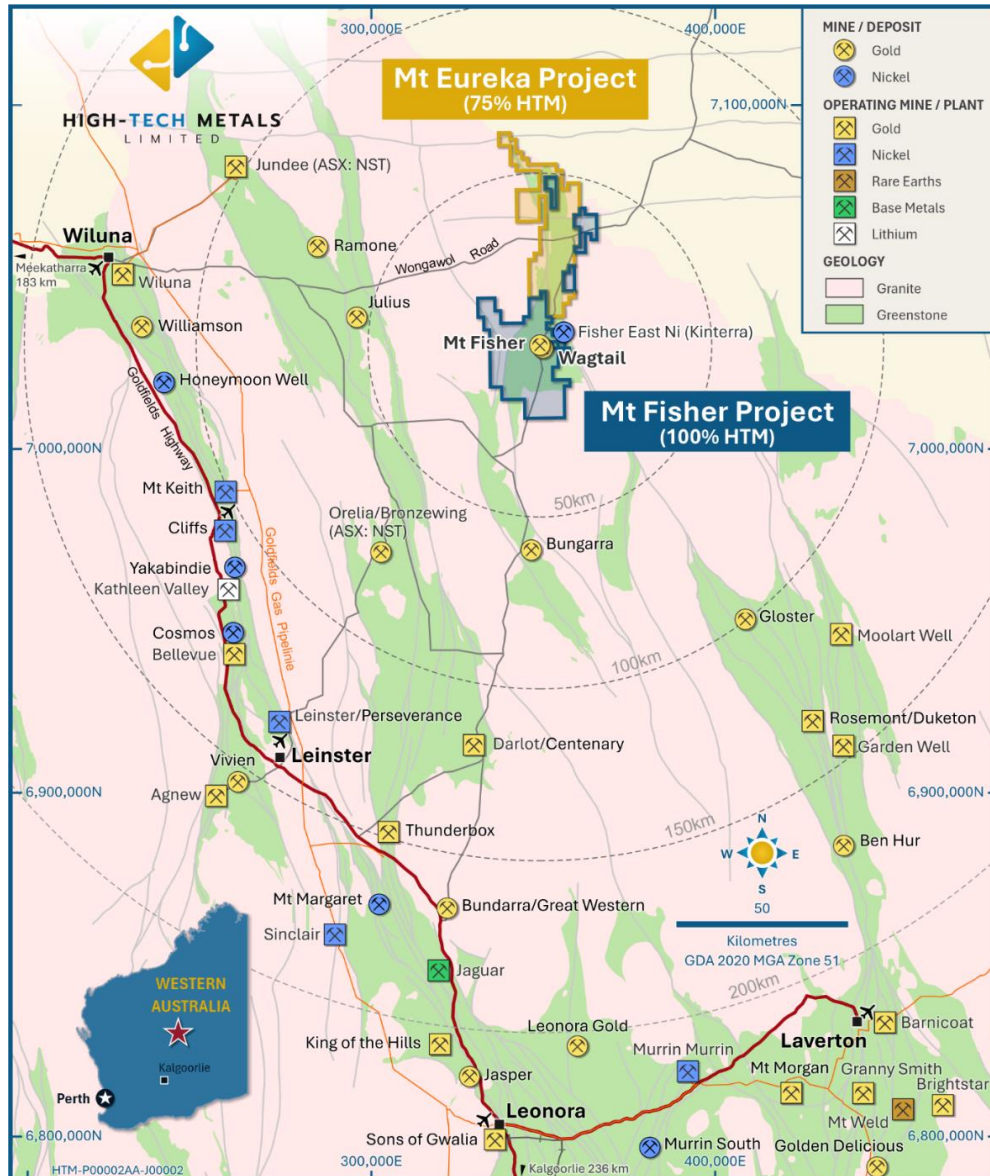 HIGH-TECH METALS
LIMITED
300,000E
400,000E
Mt Eureka Project
(75% HTM)
7,100,000N
MINE / DEPOSIT
Gold
Nickel
OPERATING MINE / PLANT
Gold
Nickel
Rare Earths
Base Metals
Lithium
GEOLOGY
Granite
Greenstone
Jundee (ASX: NST)
Wiluna
Meekatharra
183 km
Wiluna
Ramone
Wongawol Road
Julius
Williamson
Honeymoon Well
Goldfields Highway
Mt Fisher
Fisher East Ni (Kinterra)
Wagtail
Mt Fisher Project
(100% HTM)
7,000,000N
7,000,000N
Mt Keith
Cliffs
Goldfields Gas Pipelinie
Orelia/Bronzewing
(ASX: NST)
50km
Bungarra
Yakabindie
Kathleen Valley
Cosmos
Bellevue
Gloster
Moolart Well
100km
Leinster/Perseverance
Leinster
Darlot/Centenary
Rosemont/Duketon
Garden Well
Vivien
Agnew
6,900,000N
6,900,000N
Thunderbox
150km
Ben Hur
N
W
E
S
50
Kilometres
GDA 2020 MGA Zone 51
Mt Margaret
Bundarra/Great Western
Sinclair
Jaguar
200km
WESTERN
AUSTRALIA
Kalgoorlie
Perth
King of the Hills
Leonora Gold
Jasper
Murrin Murrin
Laverton
Barnicoat
Mt Morgan
Granny Smith
Brightstar
Mt Weld
Leonora
Sons of Gwalia
6,800,000N
6,800,000N
Murrin South
Golden Delicious
HTM-P00002AA-J00002
300,000E
Kalgoorlie 236 km
400,000E